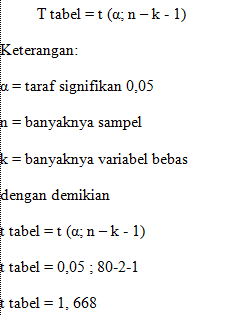 T tabel = t (α; n – k - 1)
Keterangan:
α = taraf signifikan 0,05
n = banyaknya sampel
k = banyaknya variabel bebas
dengan demikian
t tabel = t (α; n – k - 1)
t tabel = 0,05 ; 80-2-1
t tabel = 1, 668